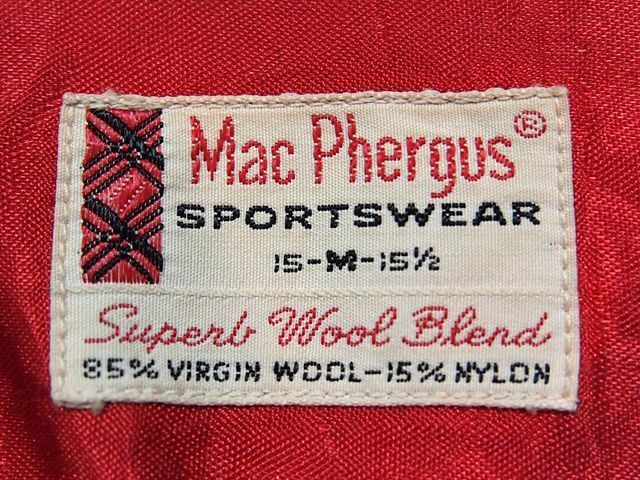 Mac Phergus®
SPORTSWEAR
15-M-15½
Superb Wool Blend
85% VIRGIN WOOL-15% NYLON